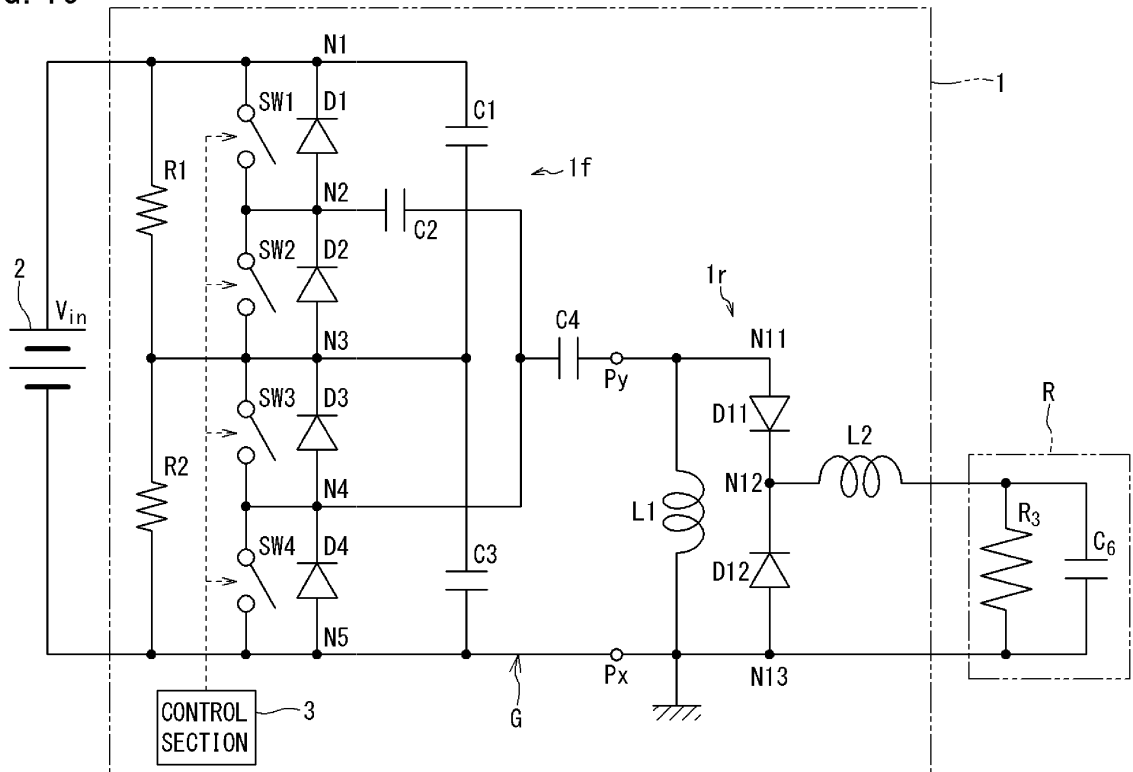 N1
1
SW1
D1
C1
1f
R1
N2
C2
SW2
D2
2
Vin
1r
N3
C4
N11
Py
SW3
D3
D11
R
L2
R2
N4
N12
L1
R3
SW4
D4
C3
D12
C6
N5
Px
N13
G
CONTROL
SECTION
3